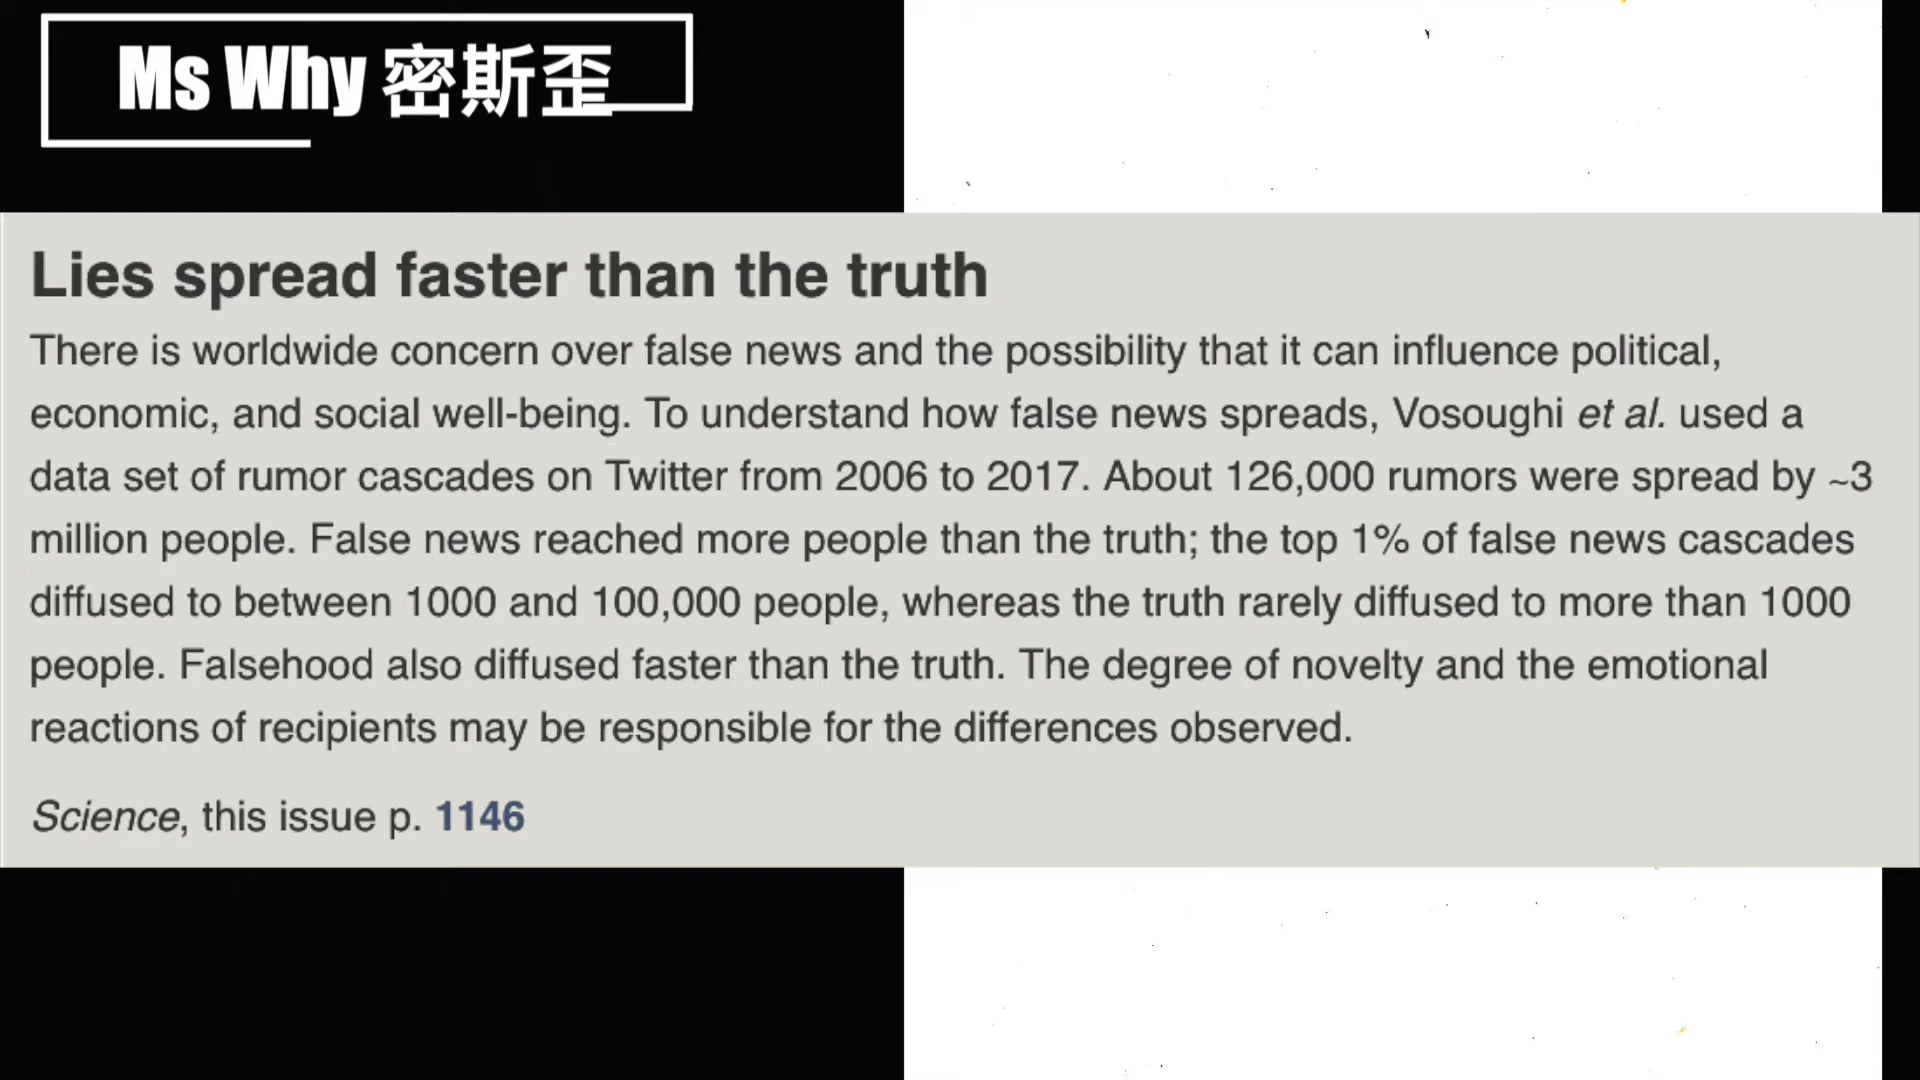 Ms Why 密斯歪
Lies spread faster than the truth
There is worldwide concern over false news and the possibility that it can influence political,
economic, and social well-being. To understand how false news spreads, Vosoughi et al. used a
data set of rumor cascades on Twitter from 2006 to 2017. About 126,000 rumors were spread by ~3
million people. False news reached more people than the truth; the top 1% of false news cascades
diffused to between 1000 and 100,000 people, whereas the truth rarely diffused to more than 1000
people. Falsehood also diffused faster than the truth. The degree of novelty and the emotional
reactions of recipients may be responsible for the differences observed.
Science, this issue p. 1146